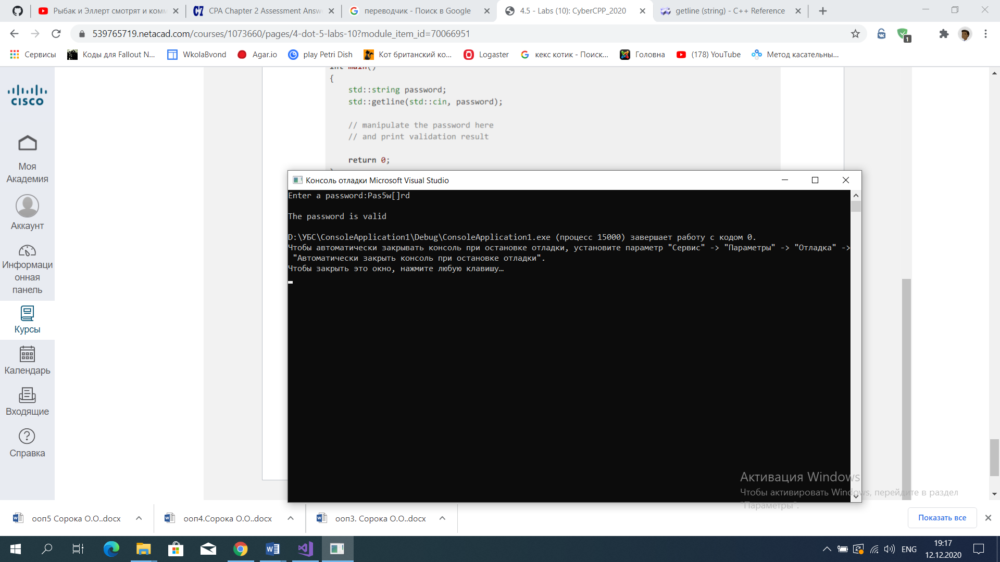 Рыбак и Эллерт смотрят и комм
CPA Chapter 2 Assessment Answ
переводчик - Поиск в Google
4.5 - Labs (10): CyberCPP_2020
getline (string) - C++ Reference
539765719.netacad.com/courses/1073660/pages/4-dot-5-labs-10?module_item_id=70066951
1
Сервисы
Коды для Fallout N...
WkolaBvond
Agar.io
play Petri Dish
Кот британский ко...
Logaster
кекс котик - Поиск...
Головна
(178) YouTube
Метод касательны...
CISCO
Моя
Академия
Аккаунт
Информаци
онная
панель
Курсы
Календарь
Входящие
Справка
int main()
{
std::string password;
std::getline(std::cin, password);
// manipulate the password here
// and print validation result
return 0;
Консоль отладки Microsoft Visual Studio
Enter a password:Pas5w[]rd
The password is valid
D:\УБС\ConsoleApplication1\Debug\ConsoleApplication1.exe (процесс 15000) завершает работу с кодом 0.
Чтобы автоматически закрывать консоль при остановке отладки, установите параметр "Сервис" -> "Параметры" -> "Отладка" ->
"Автоматически закрыть консоль при остановке отладки".
Чтобы закрыть это окно, нажмите любую клавишу…
Активация Windows
Чтобы активировать Windows, перейдите в раздел
"Параметры".
ооп5 Сорока О.О..docx
ооп4.Сорока О.О..docx
ооп3. Сорока О.О..docx
Показать все
ENG
19:17
12.12.2020